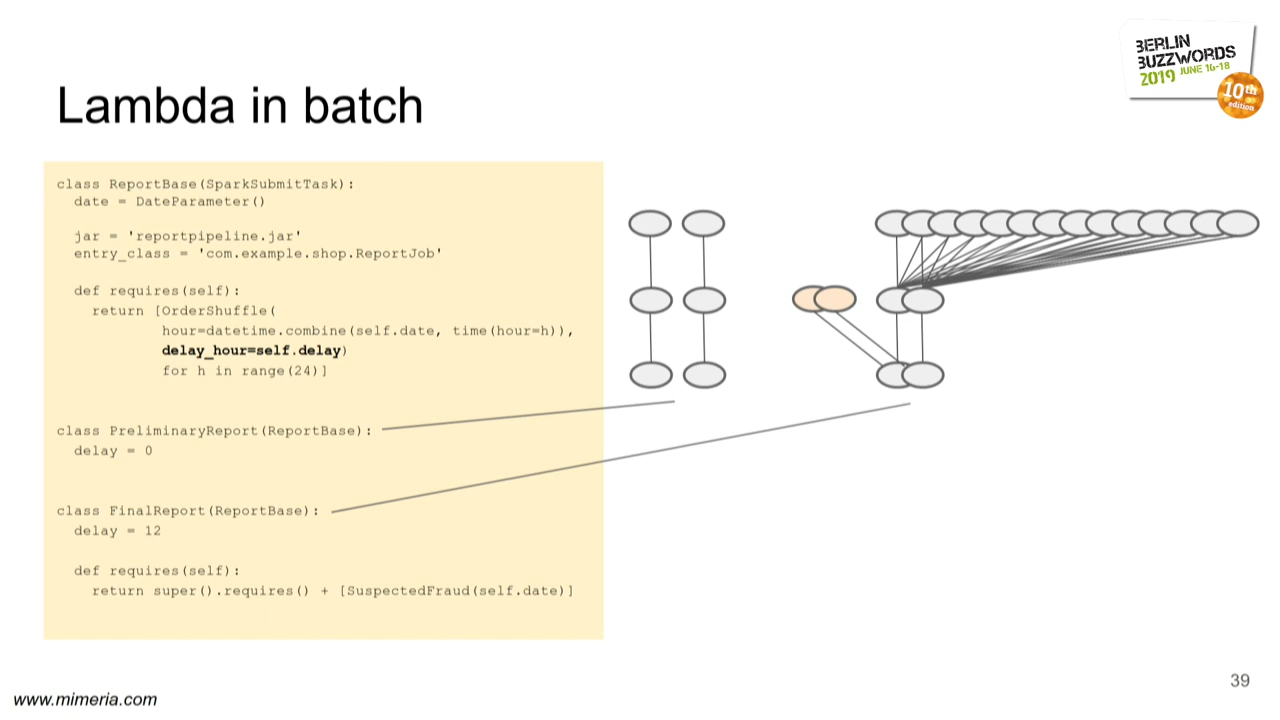 BERLIN
BUZZWORDS
2019 JUNE 16-18
10th
edition
Lambda in batch
class ReportBase(SparkSubmitTask):
date = DateParameter()
jar = 'reportpipeline.jar'
entry_class = 'com.example.shop.ReportJob'
def requires(self):
return [OrderShuffle(
hour=datetime.combine(self.date, time(hour=h)),
delay_hour=self.delay)
for h in range(24)]
class PreliminaryReport(ReportBase):
delay = 0
class FinalReport(ReportBase):
delay = 12
def requires(self):
return super().requires() + [SuspectedFraud(self.date)]
39
www.mimeria.com